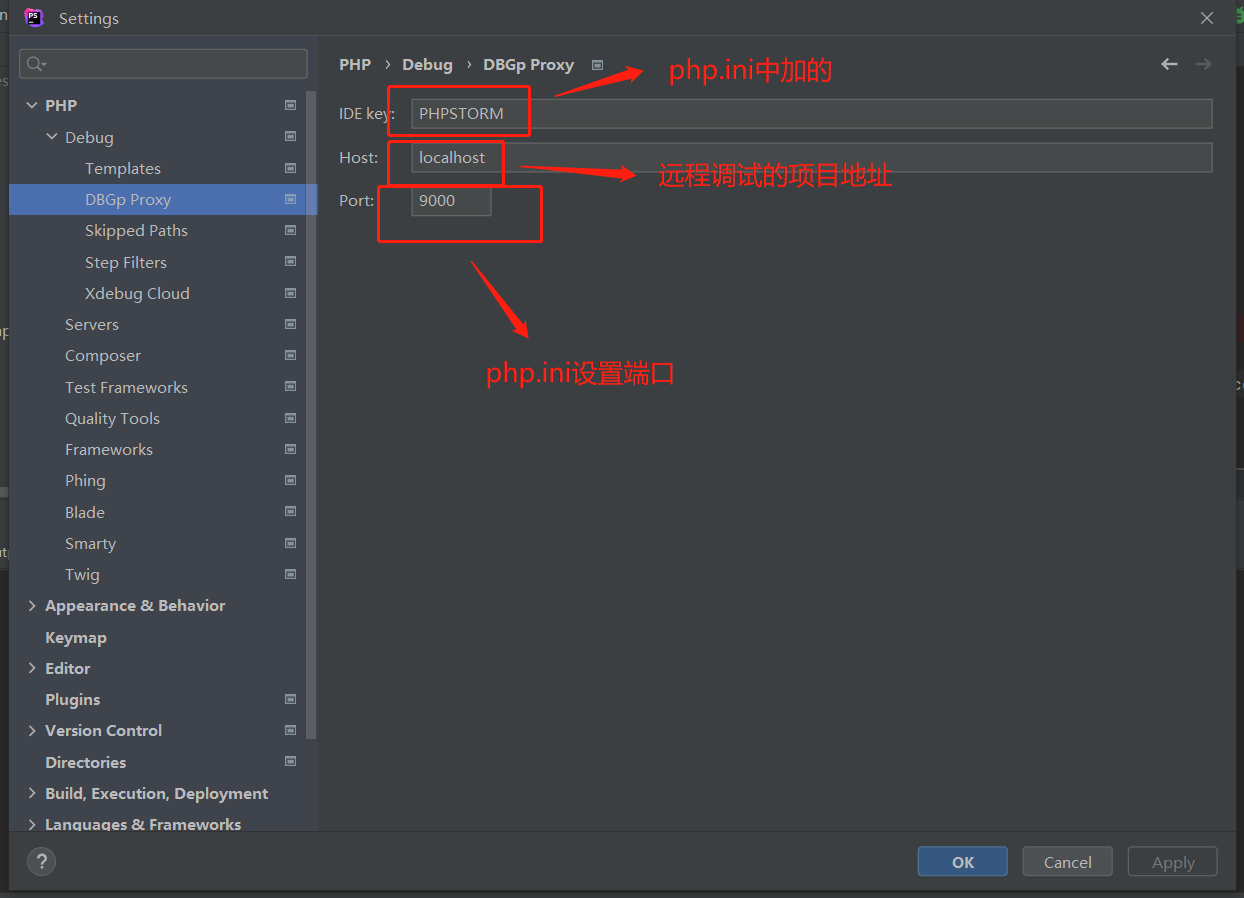 PS
Settings
PHP › Debug › DBGp Proxy
php.ini中加的
IDE key: PHPSTORM
Host: localhost
远程调试的项目地址
Port: 9000
php.ini设置端口
PHP
Debug
Templates
DBGp Proxy
Skipped Paths
Step Filters
Xdebug Cloud
Servers
Composer
Test Frameworks
Quality Tools
Frameworks
Phing
Blade
Smarty
Twig
Appearance & Behavior
Keymap
Editor
Plugins
Version Control
Directories
Build, Execution, Deployment
Languages & Frameworks
?
OK
Cancel
Apply